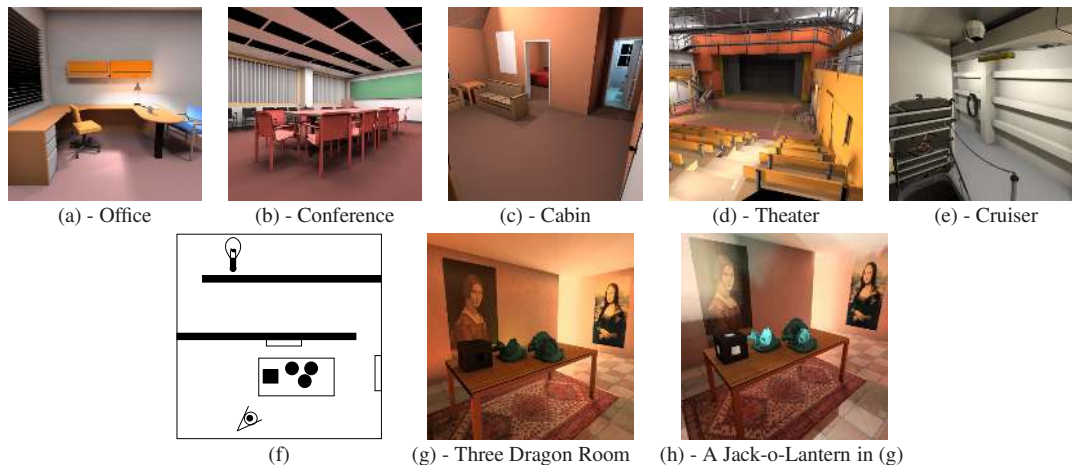 (a) - Office
(b) - Conference
(c) - Cabin
(d) - Theater
(e) - Cruiser
(f)
(g) - Three Dragon Room
(h) - A Jack-o-Lantern in (g)